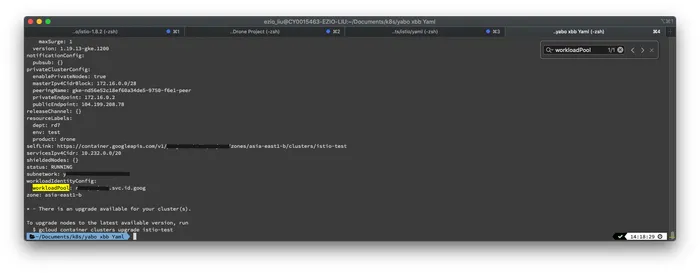 ezio_liu@CY0015463-EZIO-LIU:~/Documents/k8s/yabo xbb Yaml
..s/istio-1.8.2 (-zsh) ⌘1 ..Drone Project (-zsh) ⌘2 ..ts/istio/yaml (-zsh) ⌘3 ..yabo xbb Yaml (-zsh) ⌘4
workloadPool 1/1
maxSurge: 1
version: 1.19.13-gke.1200
notificationConfig:
pubsub: {}
privateClusterConfig:
enablePrivateNodes: true
masterIpv4CidrBlock: 172.16.0.0/28
peeringName: gke-nd56e52c18ef66a34de5-9750-f6e1-peer
privateEndpoint: 172.16.0.2
publicEndpoint: 104.199.208.78
releaseChannel: {}
resourceLabels:
dept: rd7
env: test
product: drone
selfLink: https://container.googleapis.com/v1/ /zones/asia-east1-b/clusters/istio-test
servicesIpv4Cidr: 10.232.0.0/20
shieldedNodes: {}
status: RUNNING
subnetwork: y
workloadIdentityConfig:
workloadPool: .svc.id.goog
zone: asia-east1-b
* - There is an upgrade available for your cluster(s).
To upgrade nodes to the latest available version, run
$ gcloud container clusters upgrade istio-test
~/Documents/k8s/yabo xbb Yaml 14:18:29